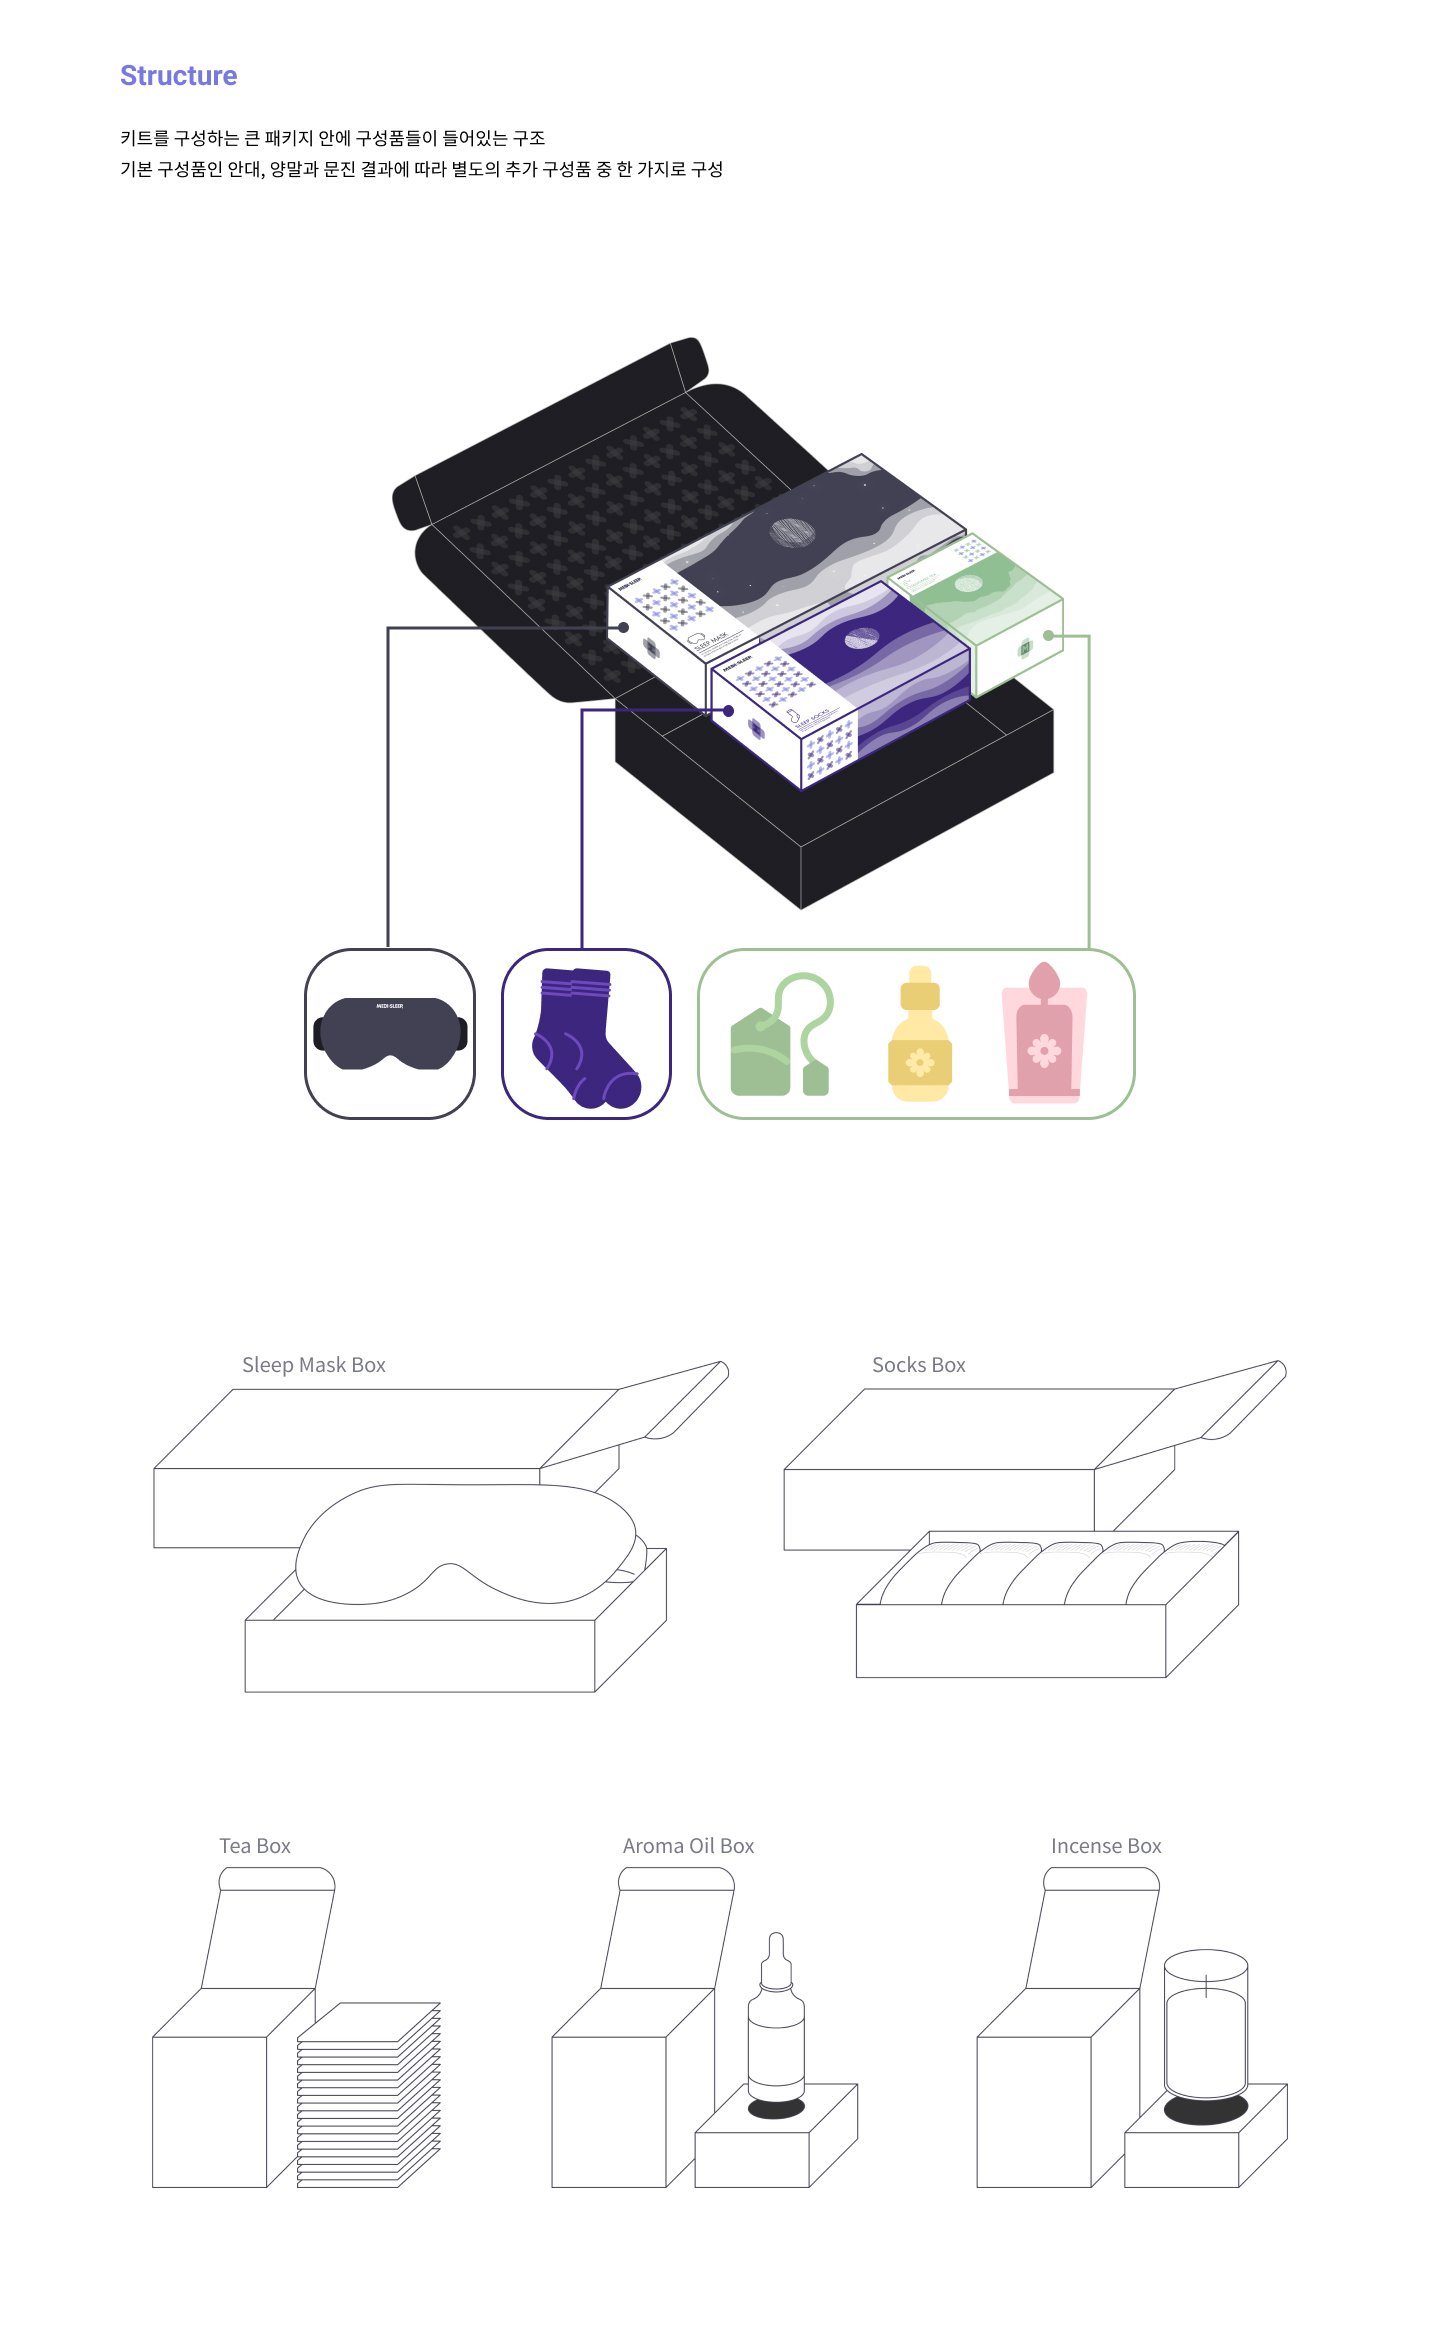 Structure
키트를 구성하는 큰 패키지 안에 구성품들이 들어있는 구조
기본 구성품인 안대, 양말과 문진 결과에 따라 별도의 추가 구성품 중 한 가지로 구성
MEDI·SLEEP
SLEEP MASK
MEDI·SLEEP
MEDI·SLEEP
SLEEP SOCKS
MEDI·SLEEP
Sleep Mask Box
Socks Box
Tea Box
Aroma Oil Box
Incense Box